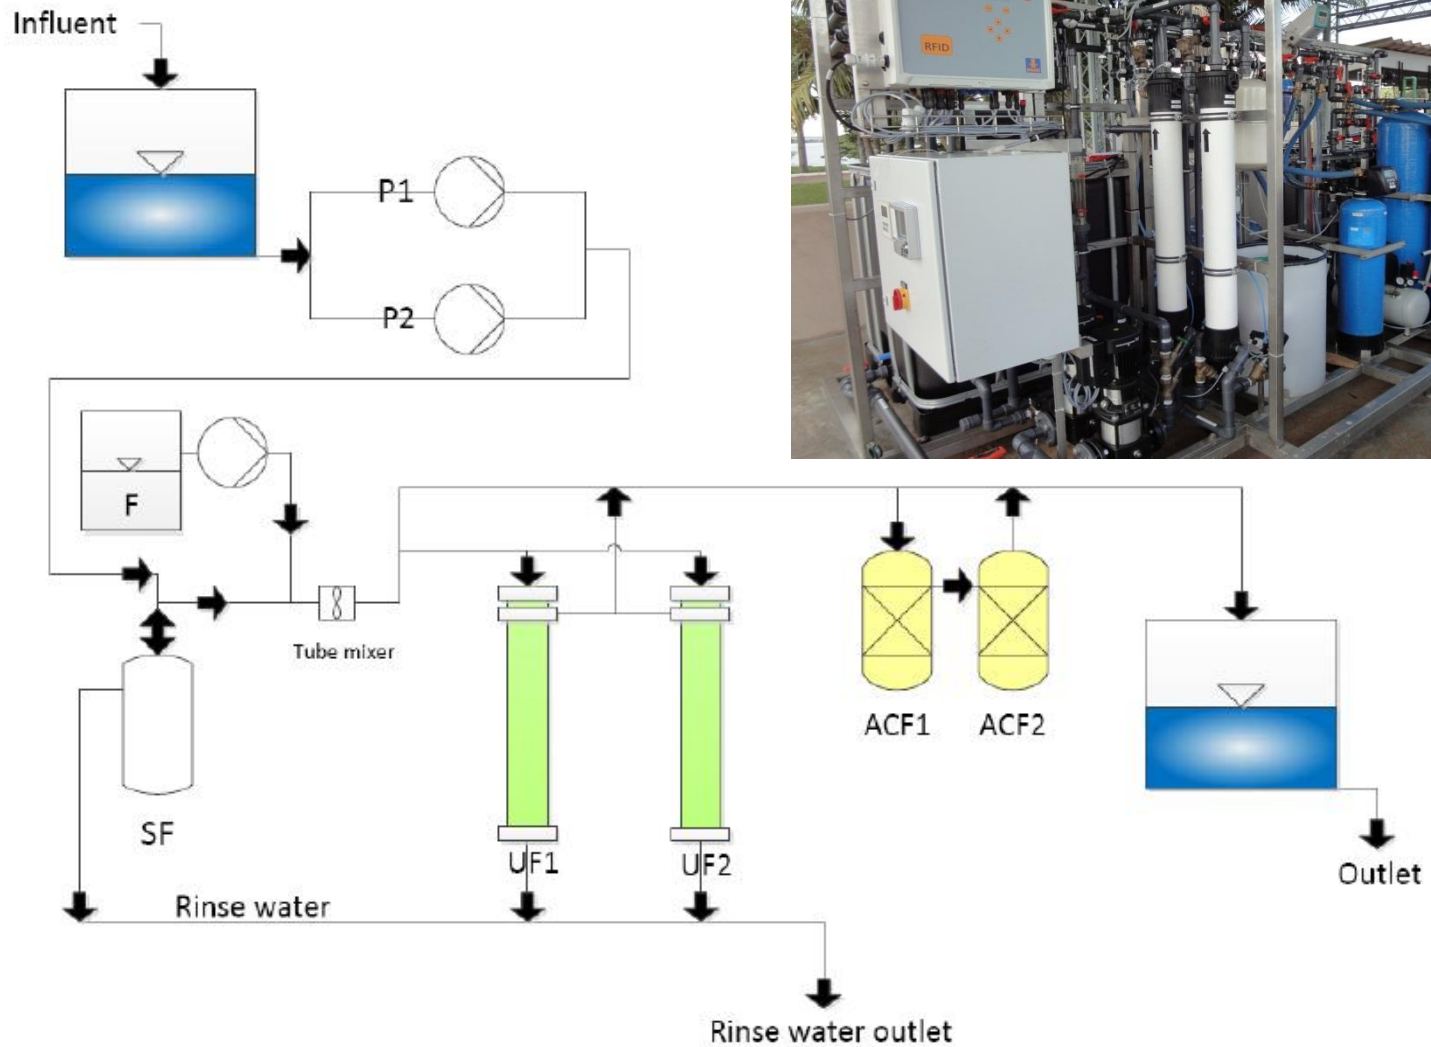 Influent
RFID
P1
P2
F
Tube mixer
ACF1
ACF2
SF
UF1
UF2
Outlet
Rinse water
Rinse water outlet